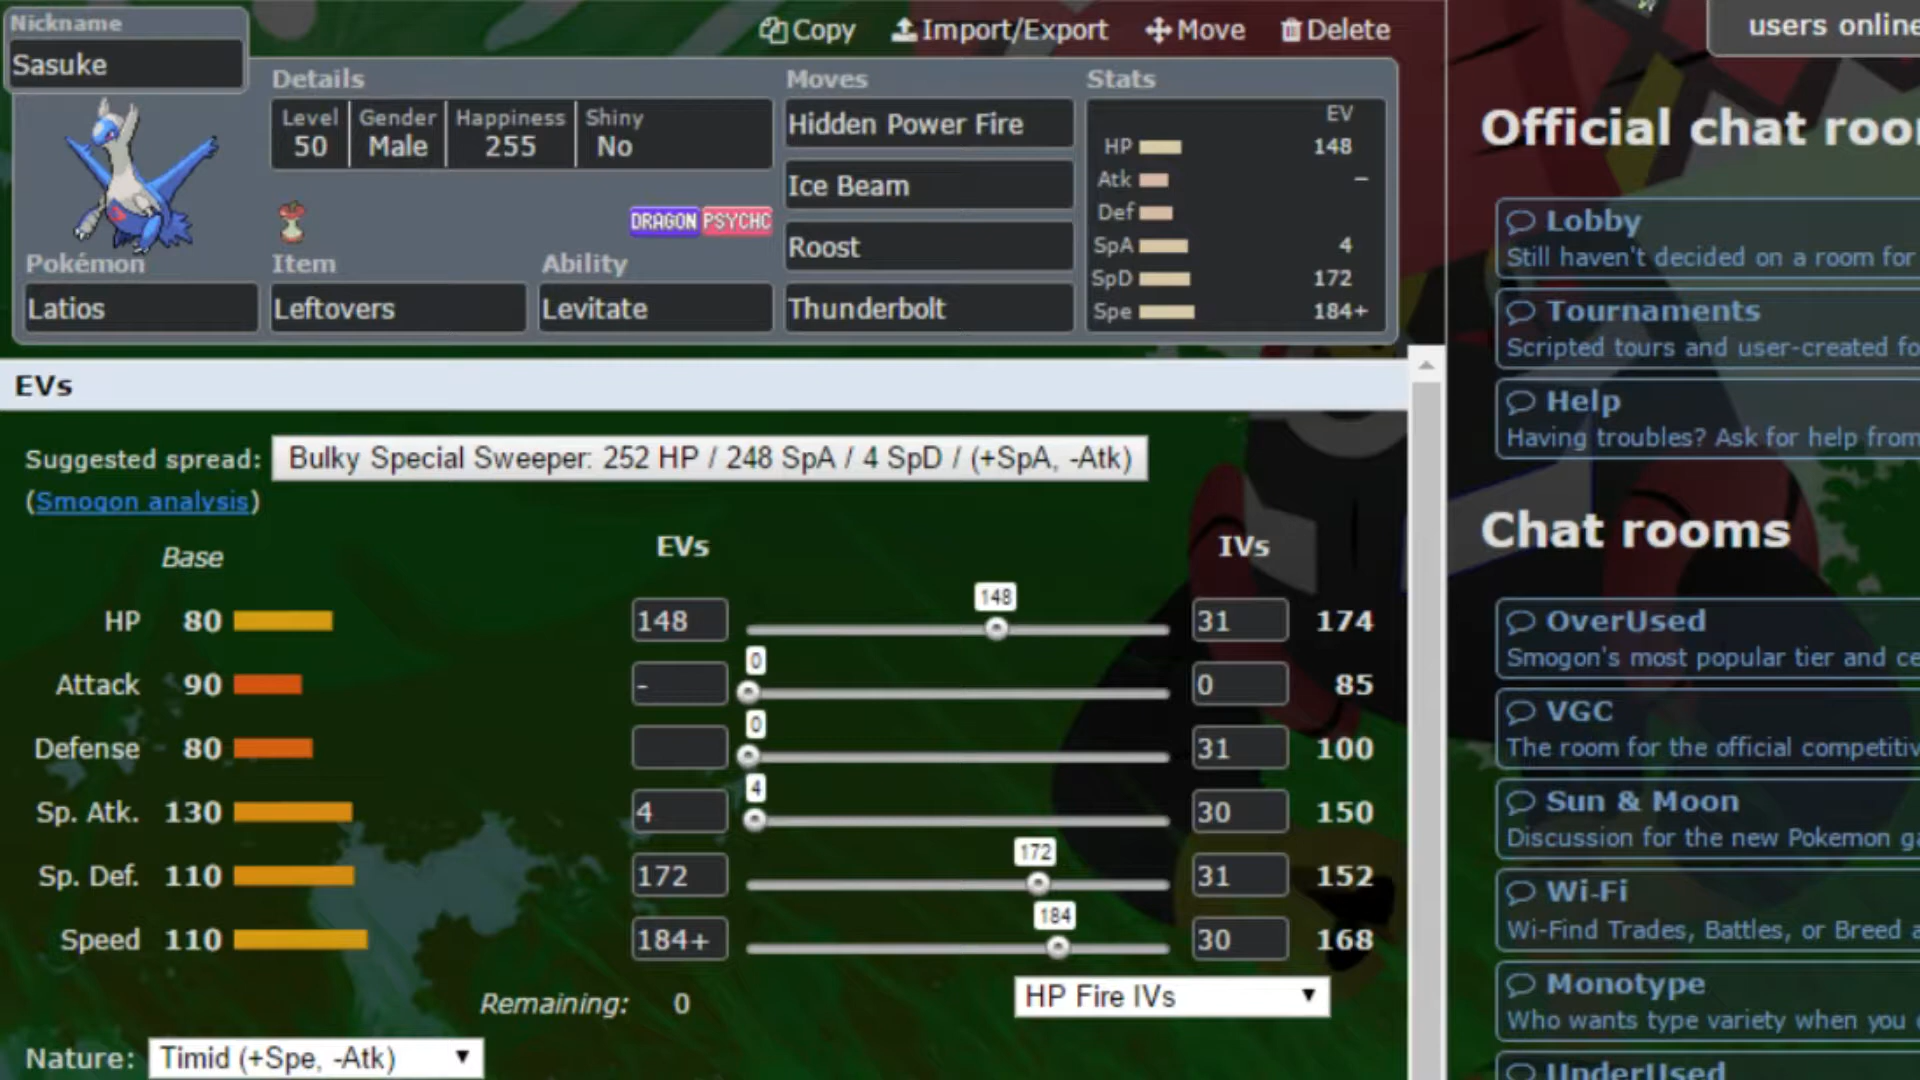 Nickname
Sasuke
Copy Import/Export Move Delete
users online
Details
Level Gender Happiness Shiny
50 Male 255 No
DRAGON PSYCHC
Pokémon Item Ability
Latios Leftovers Levitate
Moves
Hidden Power Fire
Ice Beam
Roost
Thunderbolt
Stats
EV
HP 148
Atk –
Def
SpA 4
SpD 172
Spe 184+
EVs
Suggested spread: Bulky Special Sweeper: 252 HP / 248 SpA / 4 SpD / (+SpA, -Atk)
(Smogon analysis)
Base EVs IVs
148
HP 80 148 31 174
0
Attack 90 - 0 85
0
Defense 80 31 100
4
Sp. Atk. 130 4 30 150
172
Sp. Def. 110 172 31 152
184
Speed 110 184+ 30 168
Remaining: 0 HP Fire IVs
Nature: Timid (+Spe, -Atk)
Official chat roo
Lobby
Still haven't decided on a room for
Tournaments
Scripted tours and user-created fo
Help
Having troubles? Ask for help from
Chat rooms
OverUsed
Smogon's most popular tier and ce
VGC
The room for the official competitiv
Sun & Moon
Discussion for the new Pokemon ga
Wi-Fi
Wi-Find Trades, Battles, or Breed a
Monotype
Who wants type variety when you
UnderUsed